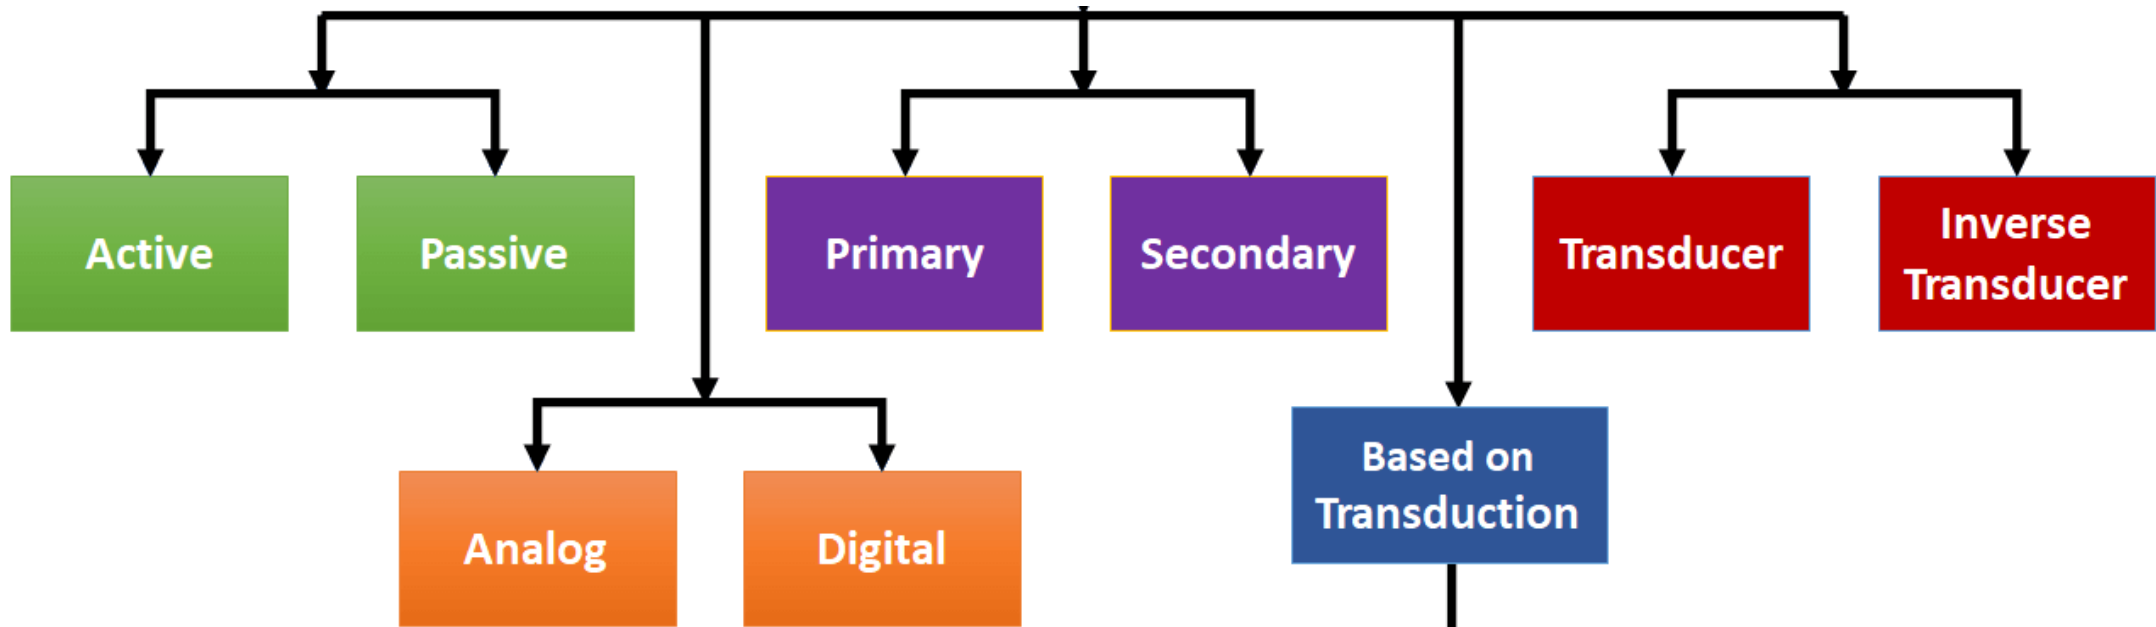 Active
Passive
Primary
Secondary
Transducer
Inverse
Transducer
Analog
Digital
Based on
Transduction